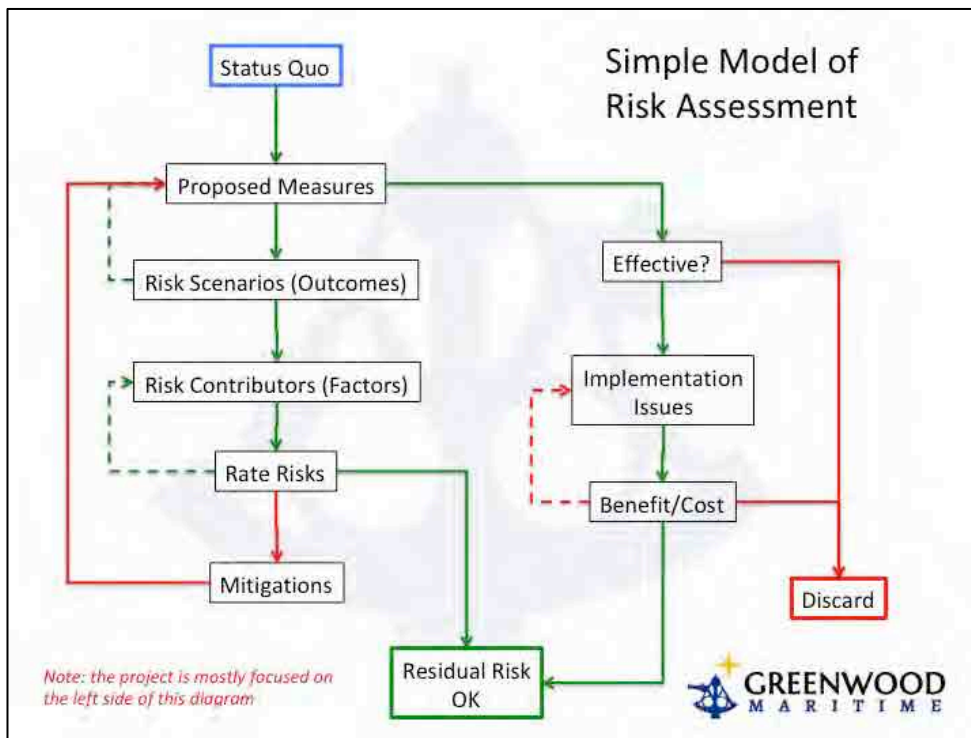 Simple Model of
Risk Assessment
Status Quo
Proposed Measures
Risk Scenarios (Outcomes)
Risk Contributors (Factors)
Rate Risks
Mitigations
Effective?
Implementation
Issues
Benefit/Cost
Discard
Residual Risk
OK
Note: the project is mostly focused on
the left side of this diagram
GREENWOOD
MARITIME